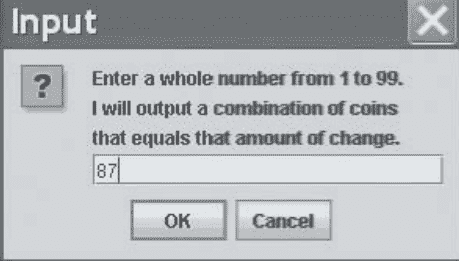 Input
Enter a whole number from 1 to 99.
I will output a combination of coins
that equals that amount of change.
87
OK Cancel